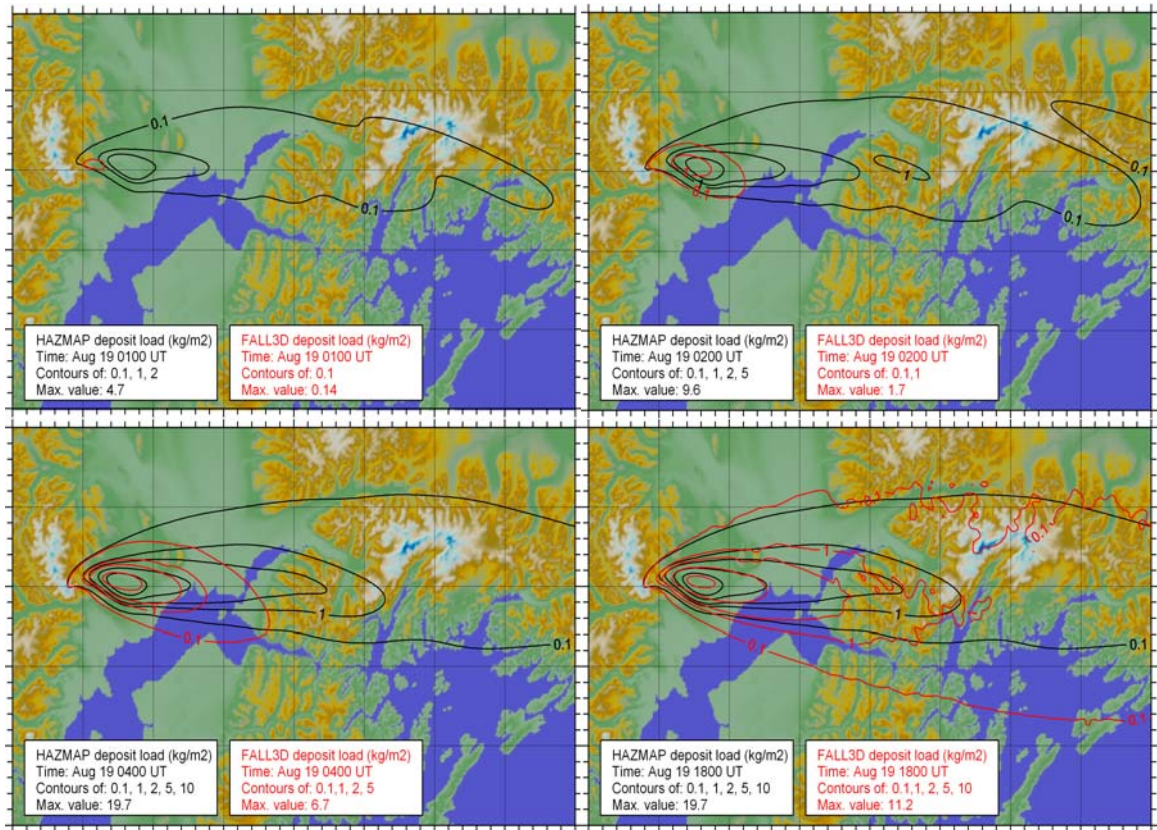 0.1
0.1
HAZMAP deposit load (kg/m2)
Time: Aug 19 0100 UT
Contours of: 0.1, 1, 2
Max. value: 4.7
FALL3D deposit load (kg/m2)
Time: Aug 19 0100 UT
Contours of: 0.1
Max. value: 0.14
0.1
1
0.1
0.1
0.1
HAZMAP deposit load (kg/m2)
Time: Aug 19 0200 UT
Contours of: 0.1, 1, 2, 5
Max. value: 9.6
FALL3D deposit load (kg/m2)
Time: Aug 19 0200 UT
Contours of: 0.1,1
Max. value: 1.7
1
1
0.1
0.1
HAZMAP deposit load (kg/m2)
Time: Aug 19 0400 UT
Contours of: 0.1, 1, 2, 5, 10
Max. value: 19.7
FALL3D deposit load (kg/m2)
Time: Aug 19 0400 UT
Contours of: 0.1,1, 2, 5
Max. value: 6.7
0.1
1
1
1
0.1
0.1
0.1
HAZMAP deposit load (kg/m2)
Time: Aug 19 1800 UT
Contours of: 0.1, 1, 2, 5, 10
Max. value: 19.7
FALL3D deposit load (kg/m2)
Time: Aug 19 1800 UT
Contours of: 0.1,1, 2, 5, 10
Max. value: 11.2